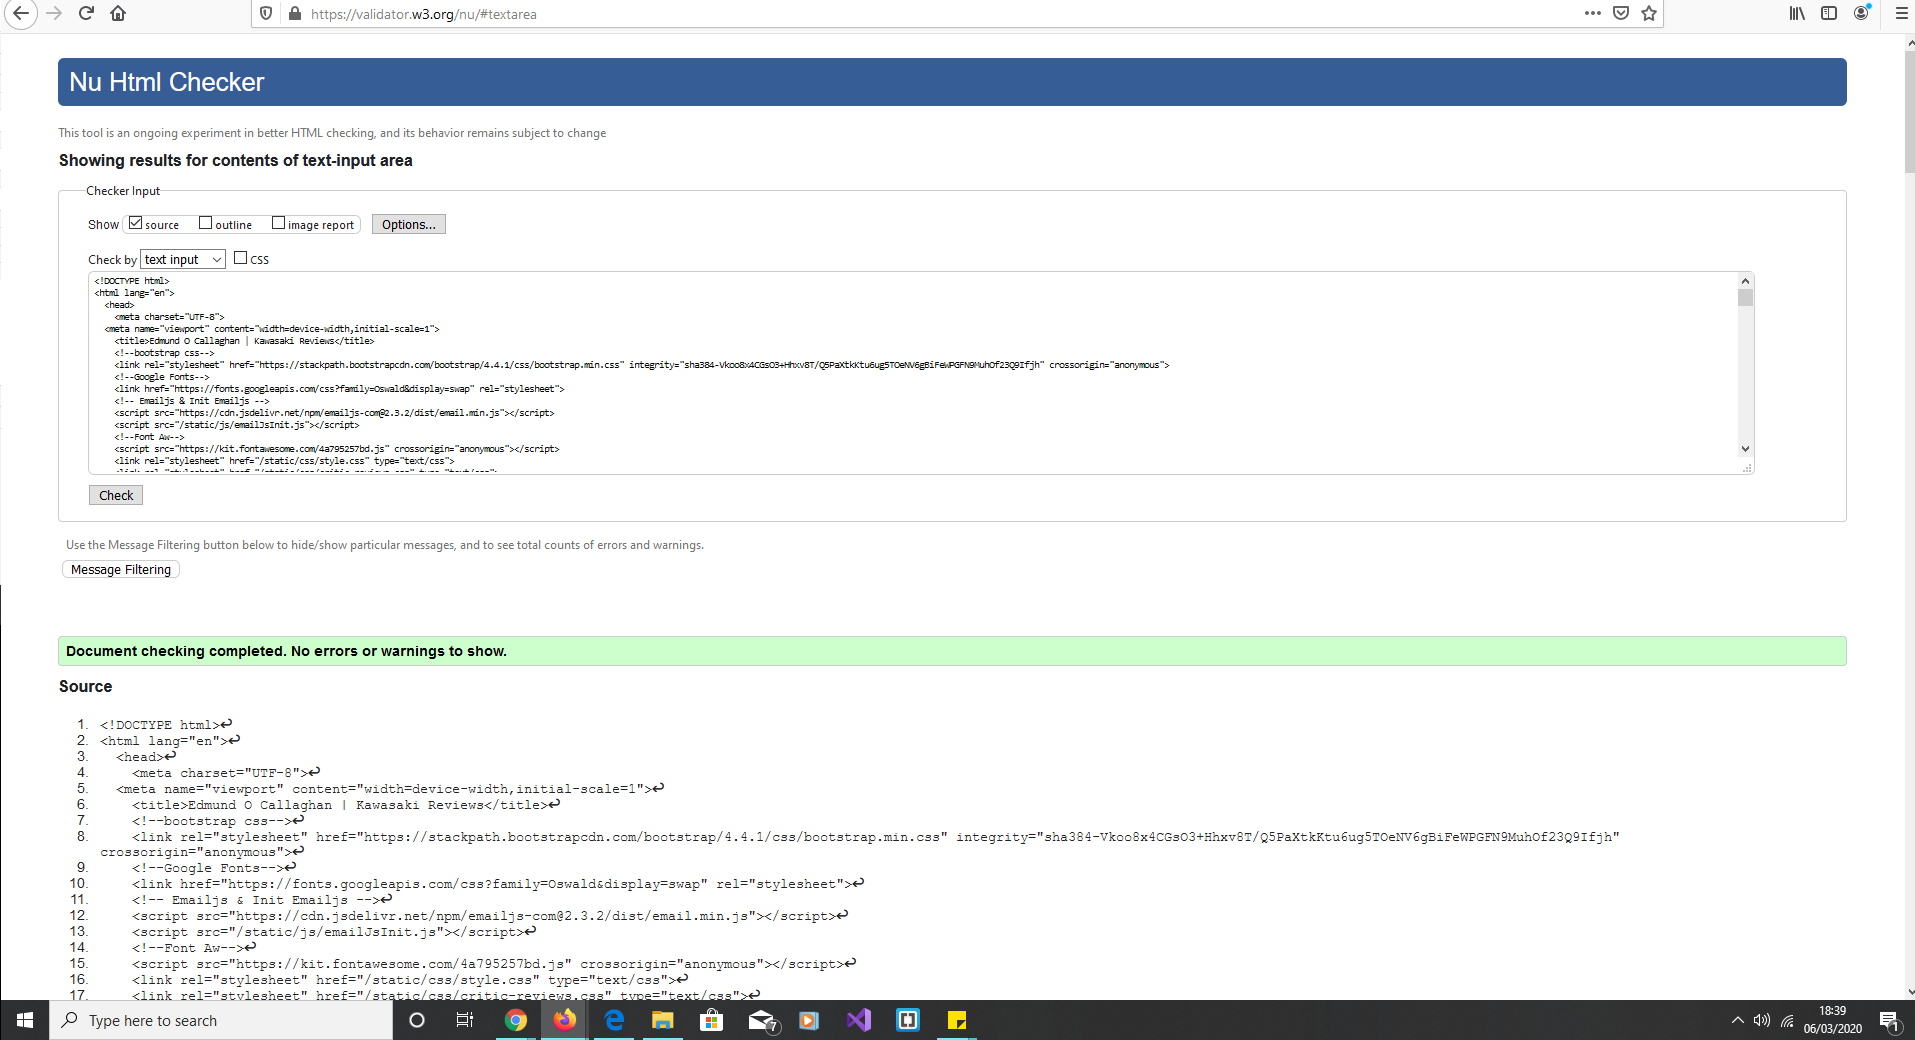 https://validator.w3.org/nu/#textarea
Nu Html Checker
This tool is an ongoing experiment in better HTML checking, and its behavior remains subject to change
Showing results for contents of text-input area
Checker Input
Show source outline image report Options...
Check by text input CSS
<!DOCTYPE html>
<html lang="en">
<head>
<meta charset="UTF-8">
<meta name="viewport" content="width=device-width,initial-scale=1">
<title>Edmund O Callaghan | Kawasaki Reviews</title>
<!--bootstrap css-->
<link rel="stylesheet" href="https://stackpath.bootstrapcdn.com/bootstrap/4.4.1/css/bootstrap.min.css" integrity="sha384-Vkoo8x4CGsO3+Hhxv8T/Q5PaXtkKtu6ug5TOeNV6gBiFeWPGFN9MuhOf23Q9Ifjh" crossorigin="anonymous">
<!--Google Fonts-->
<link href="https://fonts.googleapis.com/css?family=Oswald&display=swap" rel="stylesheet">
<!-- Emailjs & Init Emailjs -->
<script src="https://cdn.jsdelivr.net/npm/emailjs-com@2.3.2/dist/email.min.js"></script>
<script src="/static/js/emailJsInit.js"></script>
<!--Font Aw-->
<script src="https://kit.fontawesome.com/4a795257bd.js" crossorigin="anonymous"></script>
<link rel="stylesheet" href="/static/css/style.css" type="text/css">
<link rel="stylesheet" href="/static/css/critic-reviews.css" type="text/css">
Check
Use the Message Filtering button below to hide/show particular messages, and to see total counts of errors and warnings.
Message Filtering
Document checking completed. No errors or warnings to show.
Source
1. <!DOCTYPE html>↩
2. <html lang="en">↩
3. <head>↩
4. <meta charset="UTF-8">↩
5. <meta name="viewport" content="width=device-width,initial-scale=1">↩
6. <title>Edmund O Callaghan | Kawasaki Reviews</title>↩
7. <!--bootstrap css-->↩
8. <link rel="stylesheet" href="https://stackpath.bootstrapcdn.com/bootstrap/4.4.1/css/bootstrap.min.css" integrity="sha384-Vkoo8x4CGsO3+Hhxv8T/Q5PaXtkKtu6ug5TOeNV6gBiFeWPGFN9MuhOf23Q9Ifjh"
crossorigin="anonymous">↩
9. <!--Google Fonts-->↩
10. <link href="https://fonts.googleapis.com/css?family=Oswald&display=swap" rel="stylesheet">↩
11. <!-- Emailjs & Init Emailjs -->↩
12. <script src="https://cdn.jsdelivr.net/npm/emailjs-com@2.3.2/dist/email.min.js"></script>↩
13. <script src="/static/js/emailJsInit.js"></script>↩
14. <!--Font Aw-->↩
15. <script src="https://kit.fontawesome.com/4a795257bd.js" crossorigin="anonymous"></script>↩
16. <link rel="stylesheet" href="/static/css/style.css" type="text/css">↩
17. <link rel="stylesheet" href="/static/css/critic-reviews.css" type="text/css">↩
Type here to search
7
18:39
06/03/2020
1